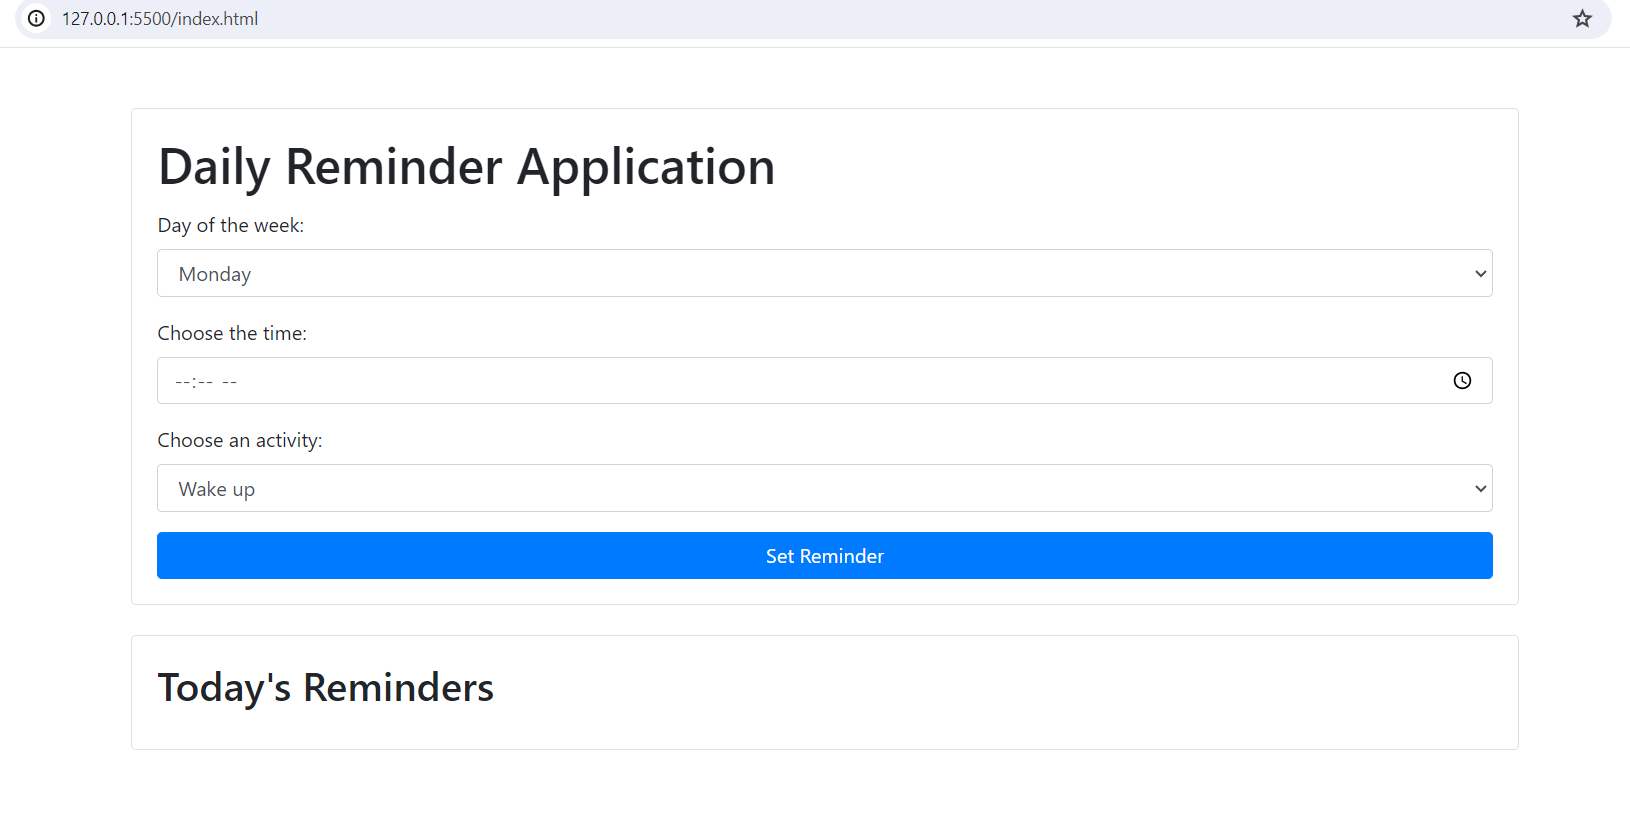 127.0.0.1:5500/index.html
Daily Reminder Application
Day of the week:
Monday
Choose the time:
--:-- --
Choose an activity:
Wake up
Set Reminder
Today's Reminders